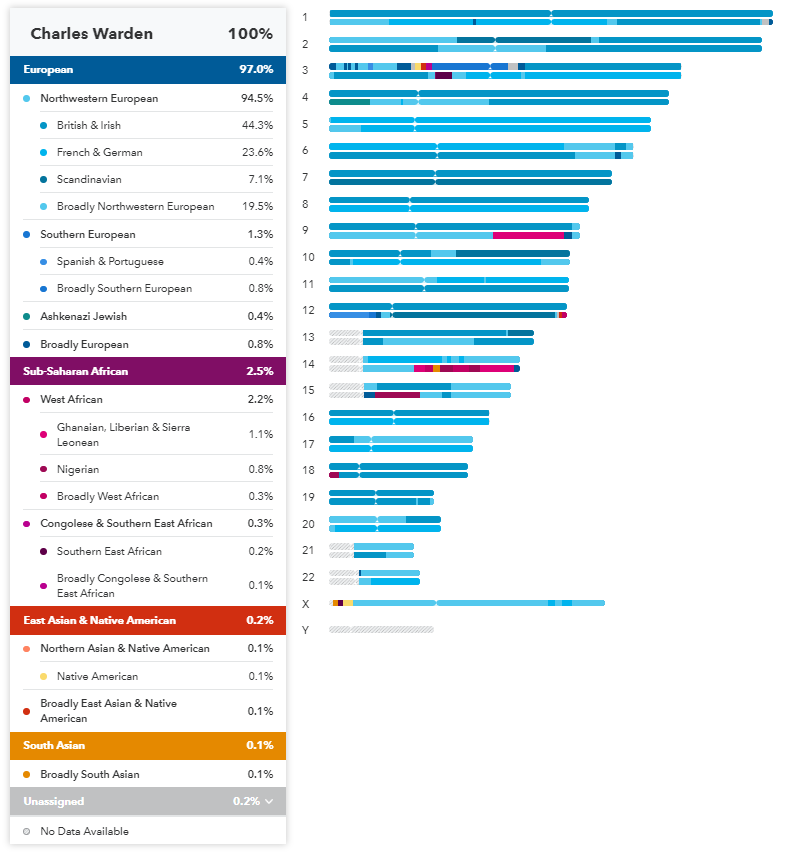 Charles Warden 100%
European 97.0%
Northwestern European 94.5%
British & Irish 44.3%
French & German 23.6%
Scandinavian 7.1%
Broadly Northwestern European 19.5%
Southern European 1.3%
Spanish & Portuguese 0.4%
Broadly Southern European 0.8%
Ashkenazi Jewish 0.4%
Broadly European 0.8%
Sub-Saharan African 2.5%
West African 2.2%
Ghanaian, Liberian & Sierra
Leonean 1.1%
Nigerian 0.8%
Broadly West African 0.3%
Congolese & Southern East African 0.3%
Southern East African 0.2%
Broadly Congolese & Southern
East African 0.1%
East Asian & Native American 0.2%
Northern Asian & Native American 0.1%
Native American 0.1%
Broadly East Asian & Native
American 0.1%
South Asian 0.1%
Broadly South Asian 0.1%
Unassigned 0.2%
No Data Available
1
2
3
4
5
6
7
8
9
10
11
12
13
14
15
16
17
18
19
20
21
22
X
Y